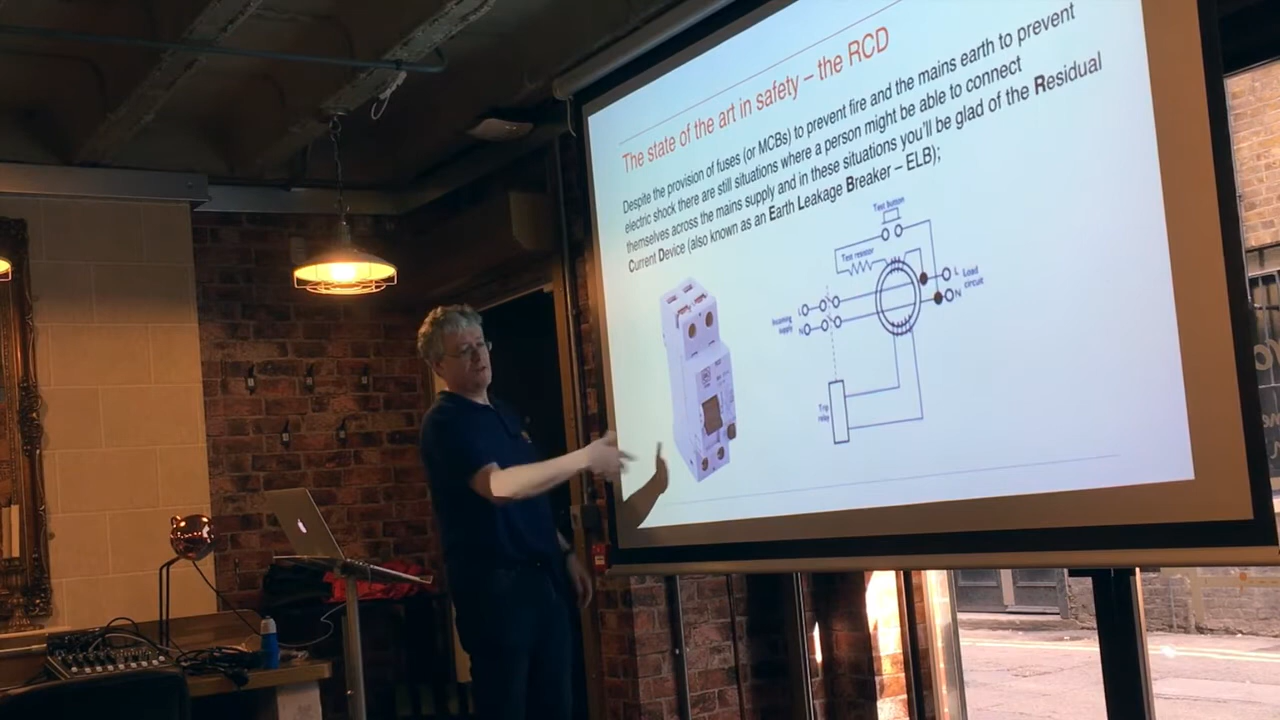 The state of the art in safety – the RCD
Despite the provision of fuses (or MCBs) to prevent fire and the mains earth to prevent
electric shock there are still situations where a person might be able to connect
themselves across the mains supply and in these situations you'll be glad of the Residual
Current Device (also known as an Earth Leakage Breaker – ELB);
Test button
Test resistor
L Load
circuit
N
Incoming L
supply N
Trip
relay